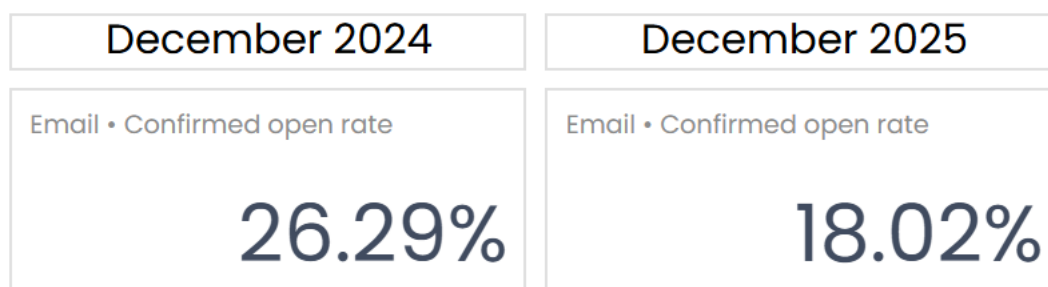 December 2024
December 2025
Email • Confirmed open rate
Email • Confirmed open rate
26.29%
18.02%